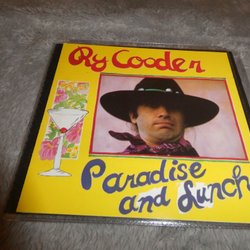 Ry Cooder
Paradise
and Lunch